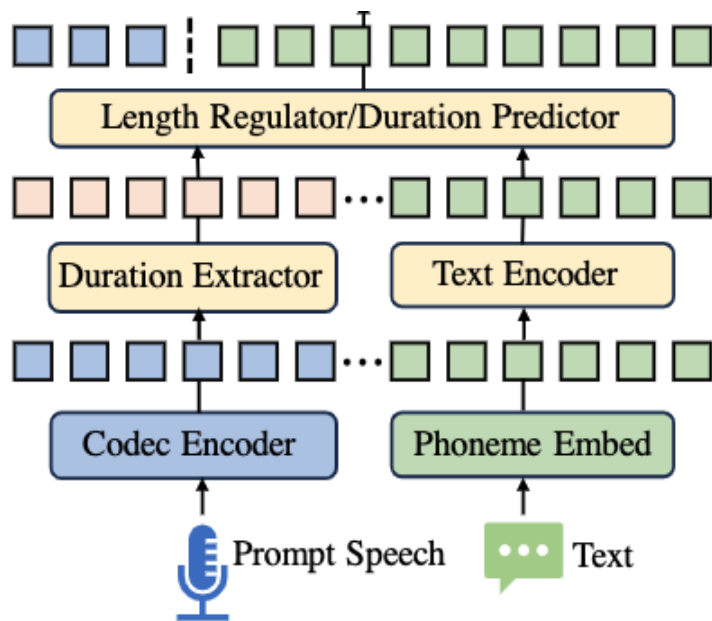 Length Regulator/Duration Predictor
Duration Extractor
Text Encoder
Codec Encoder
Phoneme Embed
Prompt Speech
Text